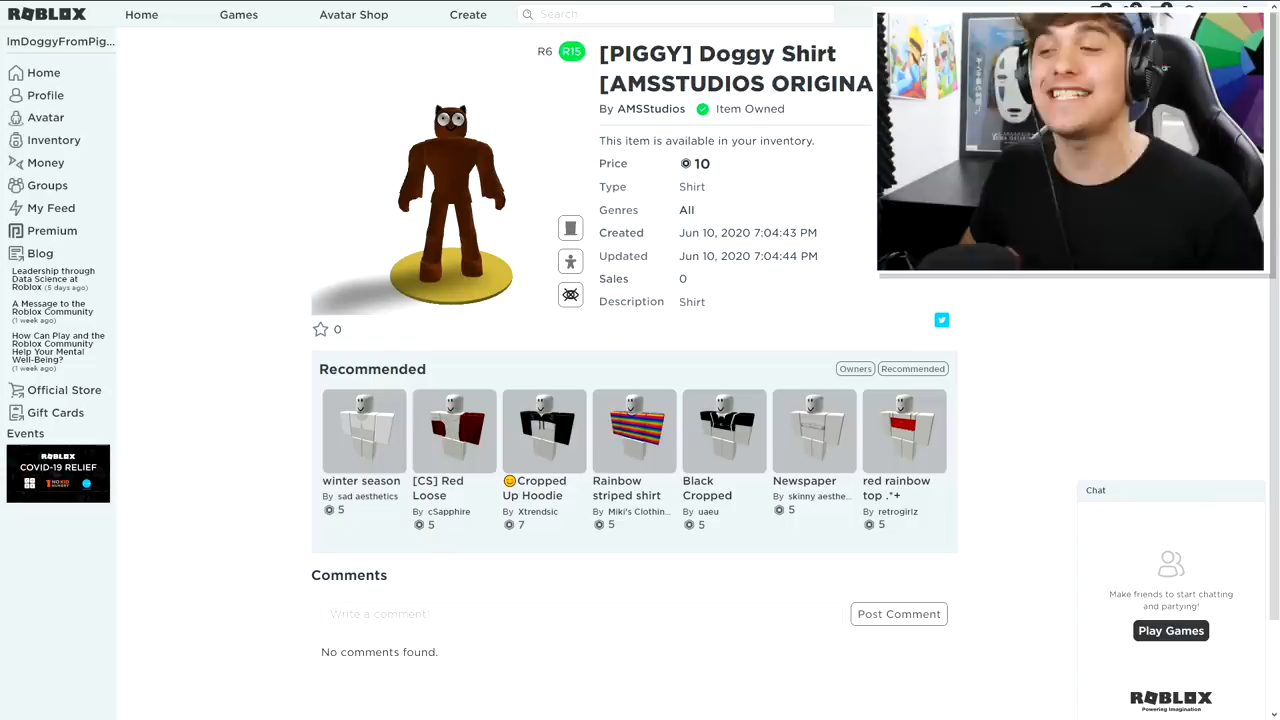 ROBLOX
Home
Games
Avatar Shop
Create
Search
ImDoggyFromPig...
Home
Profile
Avatar
Inventory
Money
Groups
My Feed
Premium
Blog
Leadership through
Data Science at
Roblox (5 days ago)
A Message to the
Roblox Community
(1 week ago)
How Can Play and the
Roblox Community
Help Your Mental
Well-Being?
(1 week ago)
Official Store
Gift Cards
Events
ROBLOX
COVID-19 RELIEF
R6
R15
[PIGGY] Doggy Shirt
[AMSSTUDIOS ORIGINA
By AMSStudios
Item Owned
This item is available in your inventory.
Price 10
Type Shirt
Genres All
Created Jun 10, 2020 7:04:43 PM
Updated Jun 10, 2020 7:04:44 PM
Sales 0
Description Shirt
0
Recommended
Owners
Recommended
winter season
By sad aesthetics
5
[CS] Red
Loose
By cSapphire
5
Cropped
Up Hoodie
By Xtrendsic
7
Rainbow
striped shirt
By Miki's Clothin...
5
Black
Cropped
By uaeu
5
Newspaper
By skinny aesthe...
5
red rainbow
top .*+
By retrogirlz
5
Comments
Write a comment!
Post Comment
No comments found.
Chat
Make friends to start chatting
and partying!
Play Games
ROBLOX
Powering Imagination